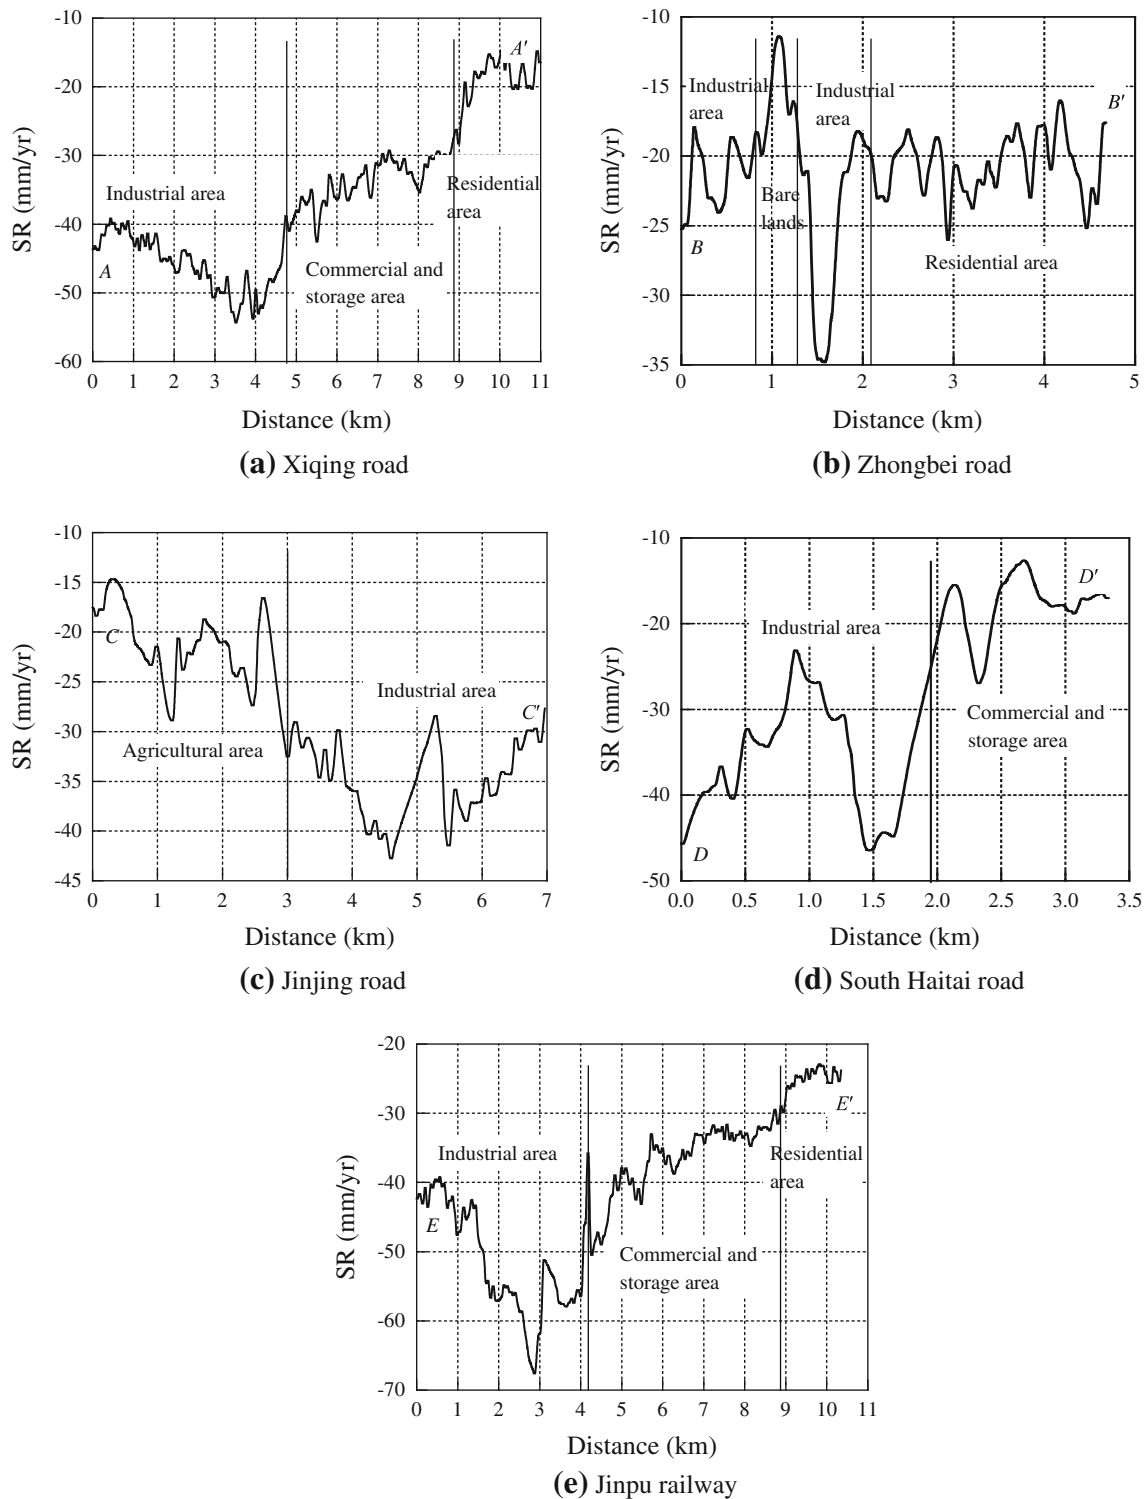 -10
-20
-30
-40
-50
-60
SR (mm/yr)
A
A′
Industrial area
Commercial and
storage area
Residential
area
0 1 2 3 4 5 6 7 8 9 10 11
Distance (km)
(a) Xiqing road
-10
-15
-20
-25
-30
-35
SR (mm/yr)
Industrial
area
Industrial
area
B
B′
Bare
lands
Residential area
0 1 2 3 4 5
Distance (km)
(b) Zhongbei road
-10
-15
-20
-25
-30
-35
-40
-45
SR (mm/yr)
C
C′
Industrial area
Agricultural area
0 1 2 3 4 5 6 7
Distance (km)
(c) Jinjing road
-10
-20
-30
-40
-50
SR (mm/yr)
D
D′
Industrial area
Commercial and
storage area
0.0 0.5 1.0 1.5 2.0 2.5 3.0 3.5
Distance (km)
(d) South Haitai road
-20
-30
-40
-50
-60
-70
SR (mm/yr)
E
E′
Industrial area
Residential
area
Commercial and
storage area
0 1 2 3 4 5 6 7 8 9 10 11
Distance (km)
(e) Jinpu railway